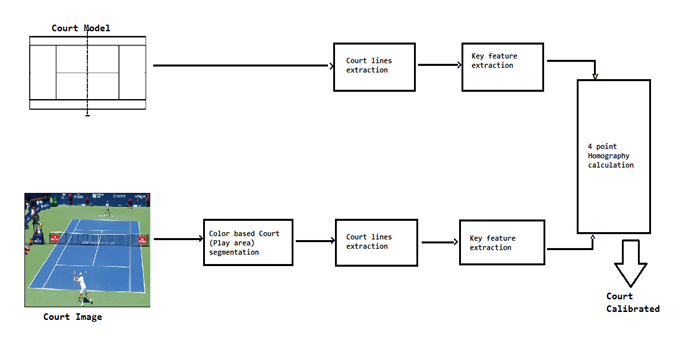 Court Model
Court lines
extraction
Key feature
extraction
4 point
Homography
calculation
Color based Court
(Play area)
segmentation
Court lines
extraction
Key feature
extraction
Court Image
Court
Calibrated